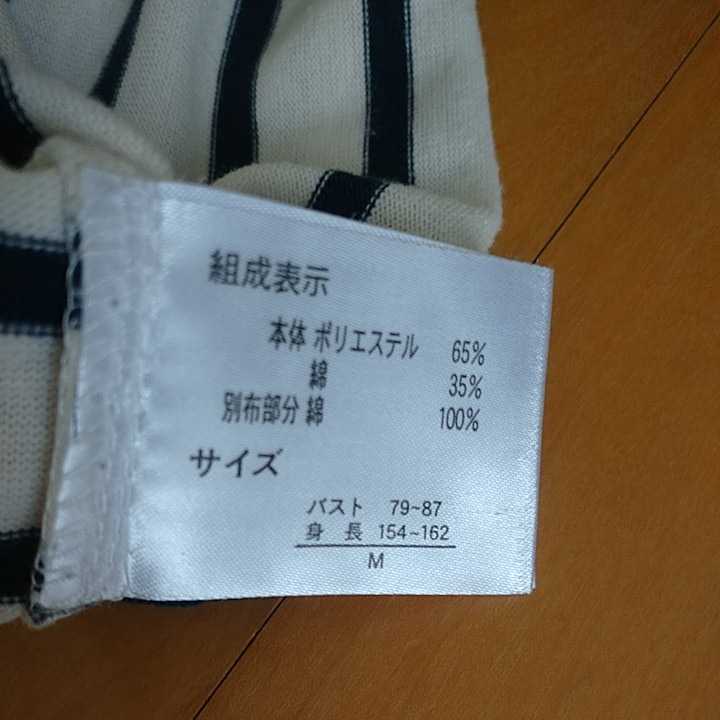 組成表示
本体 ポリエステル 65%
綿 35%
別布部分 綿 100%
サイズ
バスト 79~87
身長 154~162
M